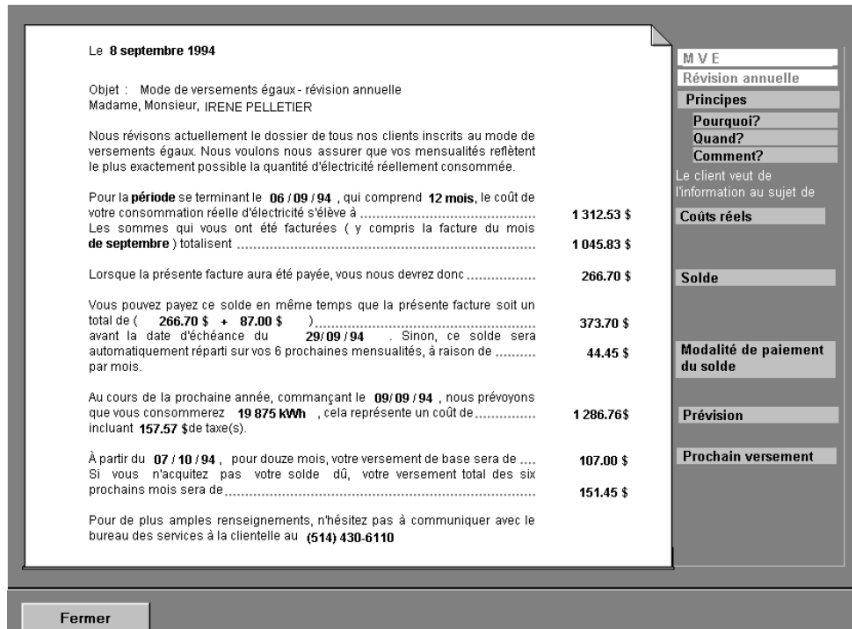 Le 8 septembre 1994
Objet : Mode de versements égaux - révision annuelle
Madame, Monsieur, IRENE PELLETIER
Nous révisons actuellement le dossier de tous nos clients inscrits au mode de
versements égaux. Nous voulons nous assurer que vos mensualités reflètent
le plus exactement possible la quantité d'électricité réellement consommée.
Pour la période se terminant le 06 / 09 / 94 , qui comprend 12 mois, le coût de
votre consommation réelle d'électricité s'élève à ........ 1 312.53 $
Les sommes qui vous ont été facturées ( y compris la facture du mois
de septembre ) totalisent ........ 1 045.83 $
Lorsque la présente facture aura été payée, vous nous devrez donc ........ 266.70 $
Vous pouvez payez ce solde en même temps que la présente facture soit un
total de ( 266.70 $ + 87.00 $ ) ........ 373.70 $
avant la date d'échéance du 29/ 09 / 94 . Sinon, ce solde sera
automatiquement réparti sur vos 6 prochaines mensualités, à raison de ........ 44.45 $
par mois.
Au cours de la prochaine année, commançant le 09/ 09 / 94 , nous prévoyons
que vous consommerez 19 875 kWh , cela représente un coût de ........ 1 286.76$
incluant 157.57 $de taxe(s).
À partir du 07 / 10 / 94 , pour douze mois, votre versement de base sera de .... 107.00 $
Si vous n'acquitez pas votre solde dû, votre versement total des six
prochains mois sera de ........ 151.45 $
Pour de plus amples renseignements, n'hésitez pas à communiquer avec le
bureau des services à la clientelle au (514) 430-6110
M V E
Révision annuelle
Principes
Pourquoi?
Quand?
Comment?
Le client veut de
l'information au sujet de
Coûts réels
Solde
Modalité de paiement
du solde
Prévision
Prochain versement
Fermer